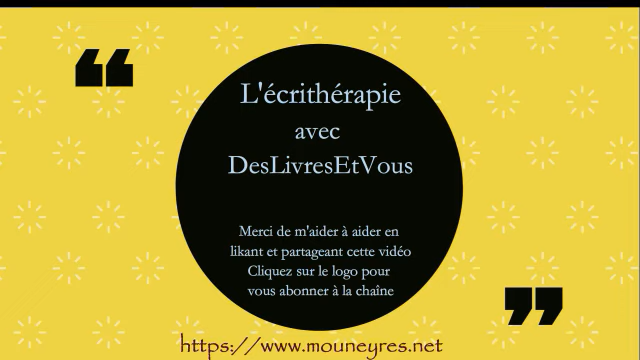 L'écrithérapie
avec
DesLivresEtVous
Merci de m'aider à aider en
likant et partageant cette vidéo
Cliquez sur le logo pour
vous abonner à la chaîne
https://www.mouneyres.net